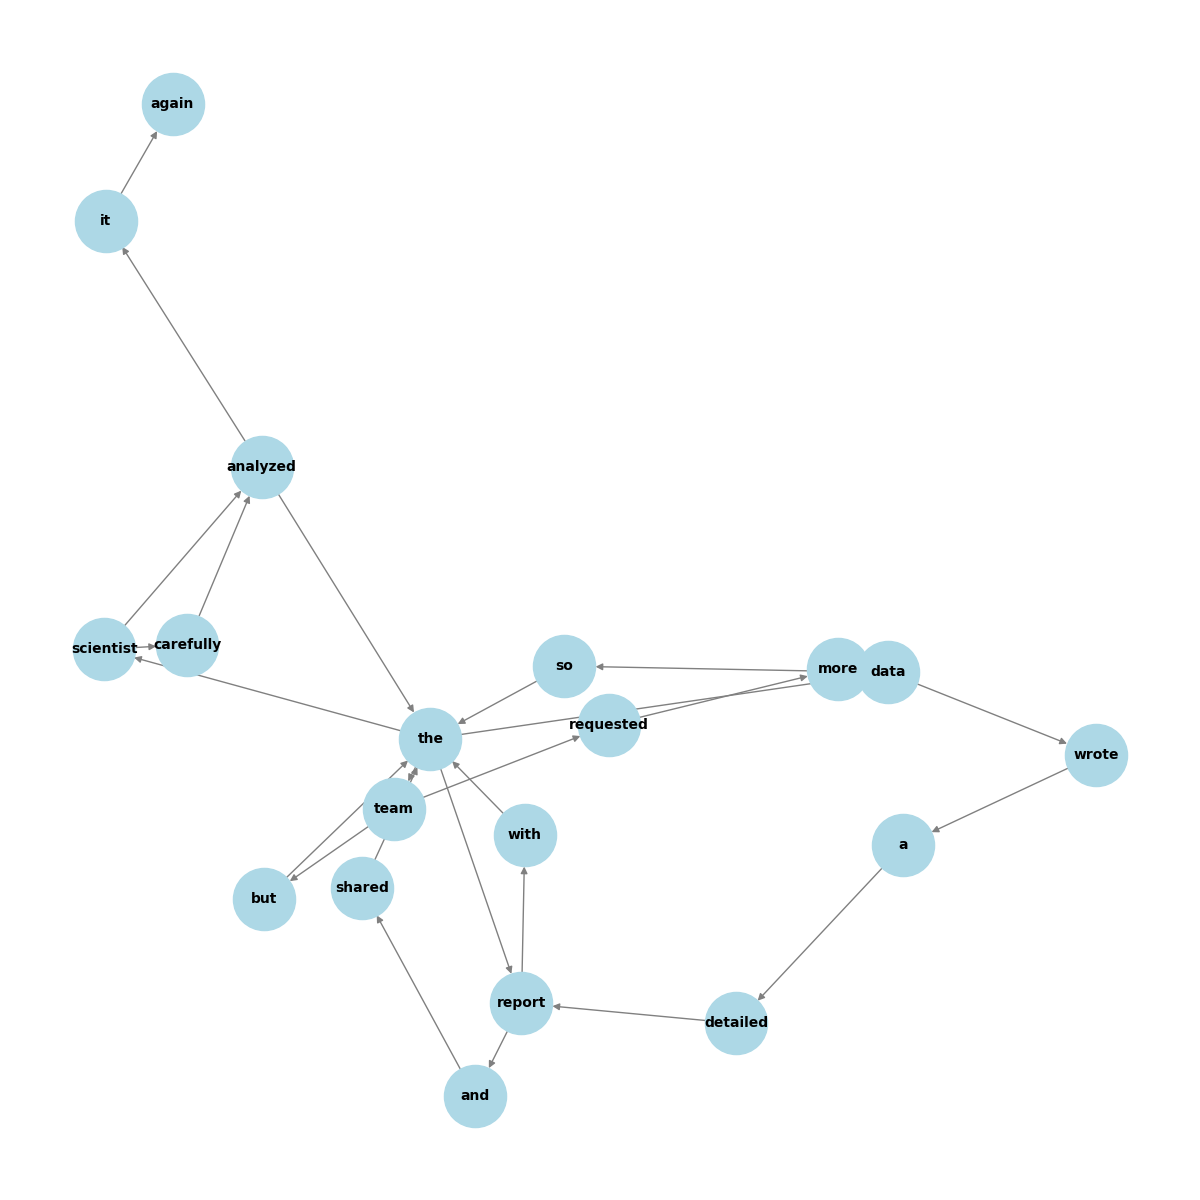 again
it
analyzed
scientist carefully
so more data
the requested
wrote
team
with a
but shared
report
detailed
and